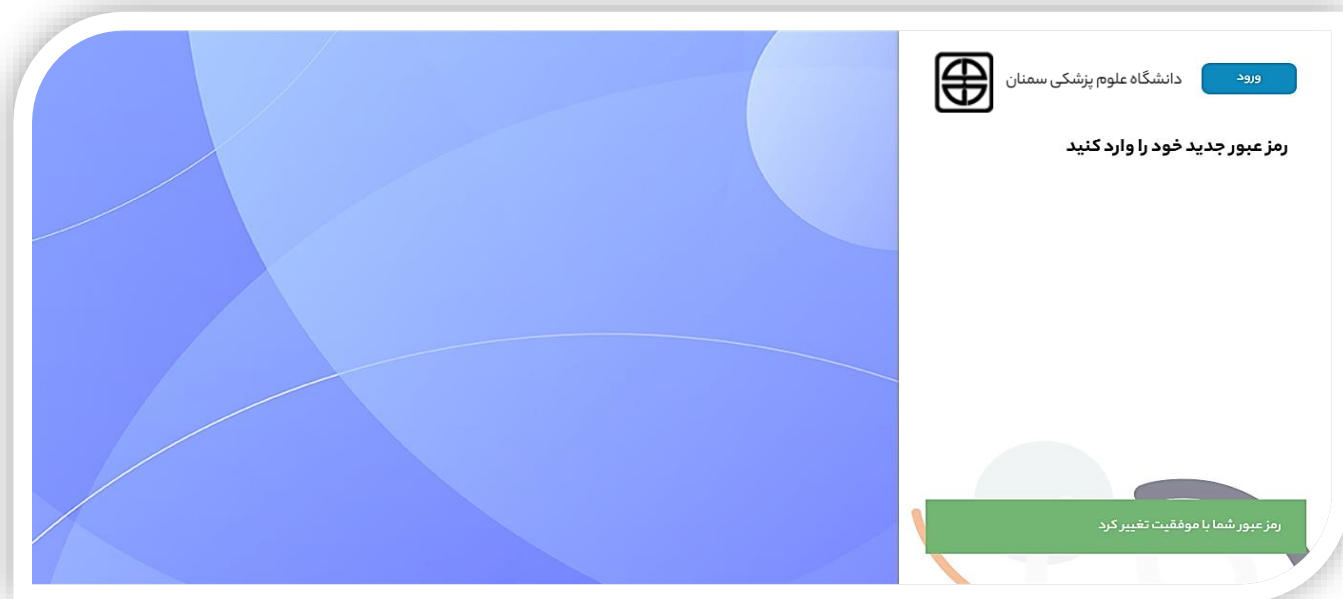 ورود
دانشگاه علوم پزشکی سمنان
رمز عبور جدید خود را وارد کنید
رمز عبور شما با موفقیت تغییر کرد